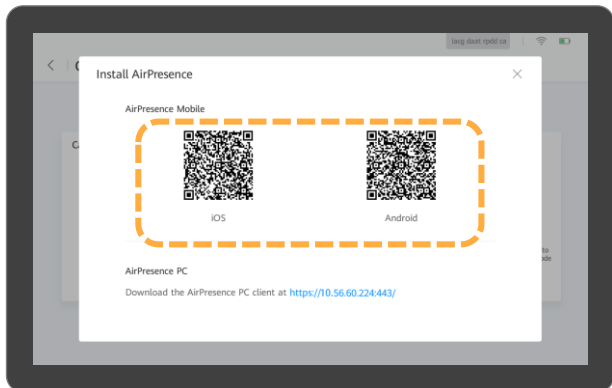 Install AirPresence
AirPresence Mobile
iOS
Android
AirPresence PC
Download the AirPresence PC client at https://10.56.60.224:443/
to